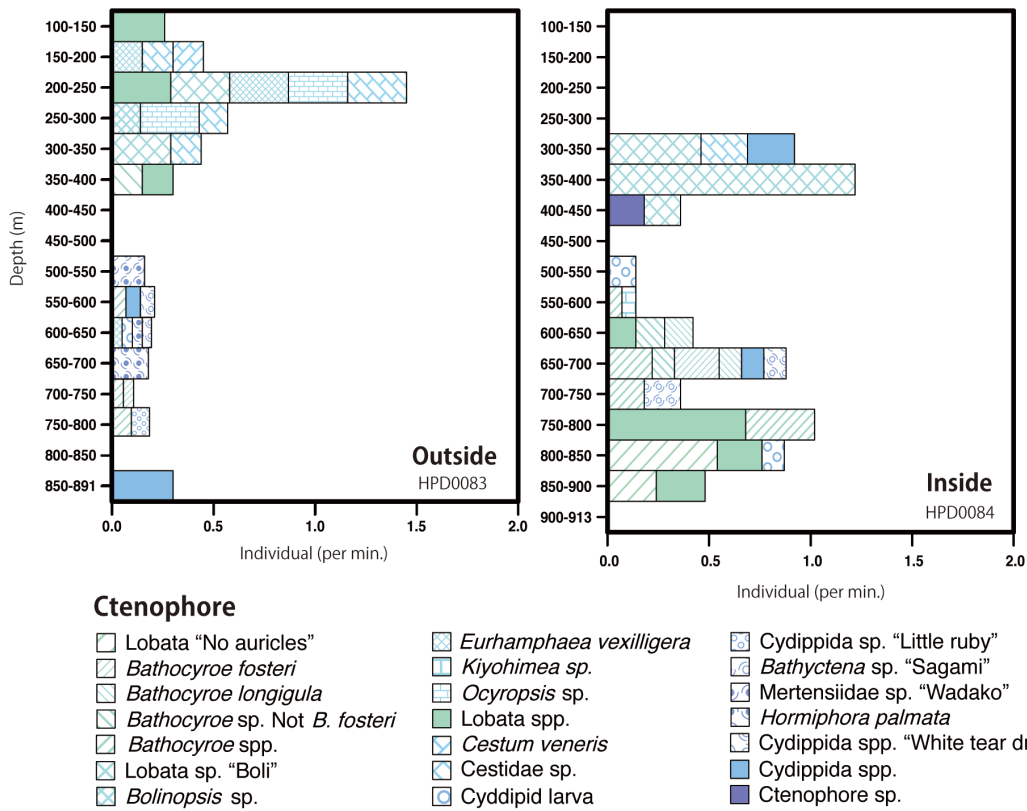 Depth (m)
100-150
150-200
200-250
250-300
300-350
350-400
400-450
450-500
500-550
550-600
600-650
650-700
700-750
750-800
800-850
850-891
Outside
HPD0083
0.0 0.5 1.0 1.5 2.0
Individual (per min.)
100-150
150-200
200-250
250-300
300-350
350-400
400-450
450-500
500-550
550-600
600-650
650-700
700-750
750-800
800-850
850-900
900-913
Inside
HPD0084
0.0 0.5 1.0 1.5 2.0
Individual (per min.)
Ctenophore
Lobata “No auricles”
Bathocyroe fosteri
Bathocyroe longigula
Bathocyroe sp. Not B. fosteri
Bathocyroe spp.
Lobata sp. “Boli”
Bolinopsis sp.
Eurhamphaea vexilligera
Kiyohimea sp.
Ocyropsis sp.
Lobata spp.
Cestum veneris
Cestidae sp.
Cyddipid larva
Cydippida sp. “Little ruby”
Bathyctena sp. “Sagami”
Mertensiidae sp. “Wadako”
Hormiphora palmata
Cydippida spp. “White tear
Cydippida spp.
Ctenophore sp.